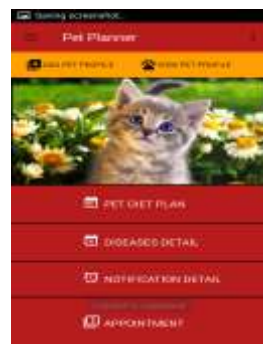 Saving screenshot...
Pet Planner
ADD PET PROFILE VIEW PET PROFILE
PET DIET PLAN
DISEASES DETAIL
NOTIFICATION DETAIL
APPOINTMENT